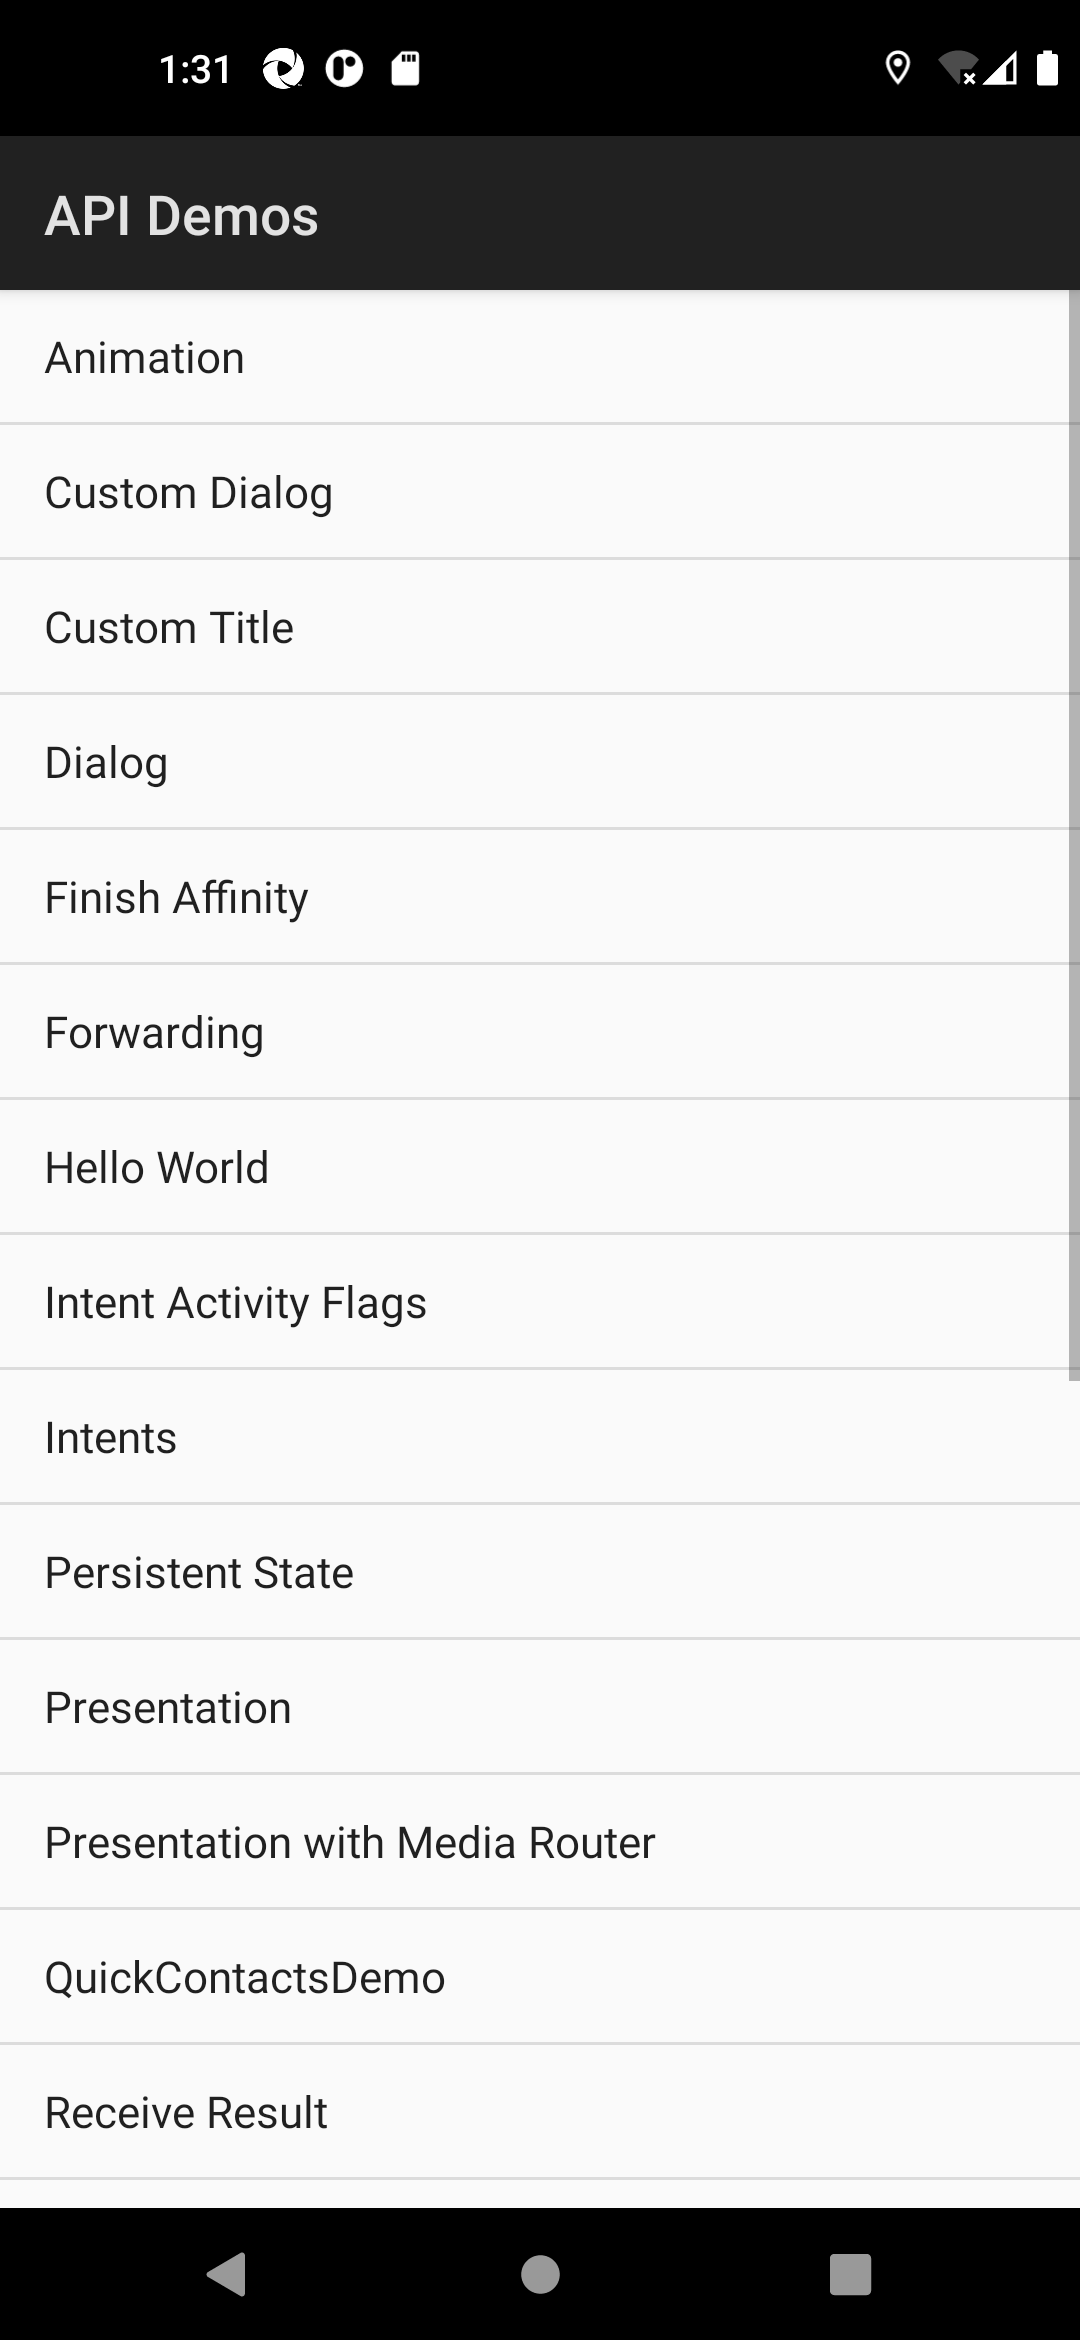 1:31
API Demos
Animation
Custom Dialog
Custom Title
Dialog
Finish Affinity
Forwarding
Hello World
Intent Activity Flags
Intents
Persistent State
Presentation
Presentation with Media Router
QuickContactsDemo
Receive Result